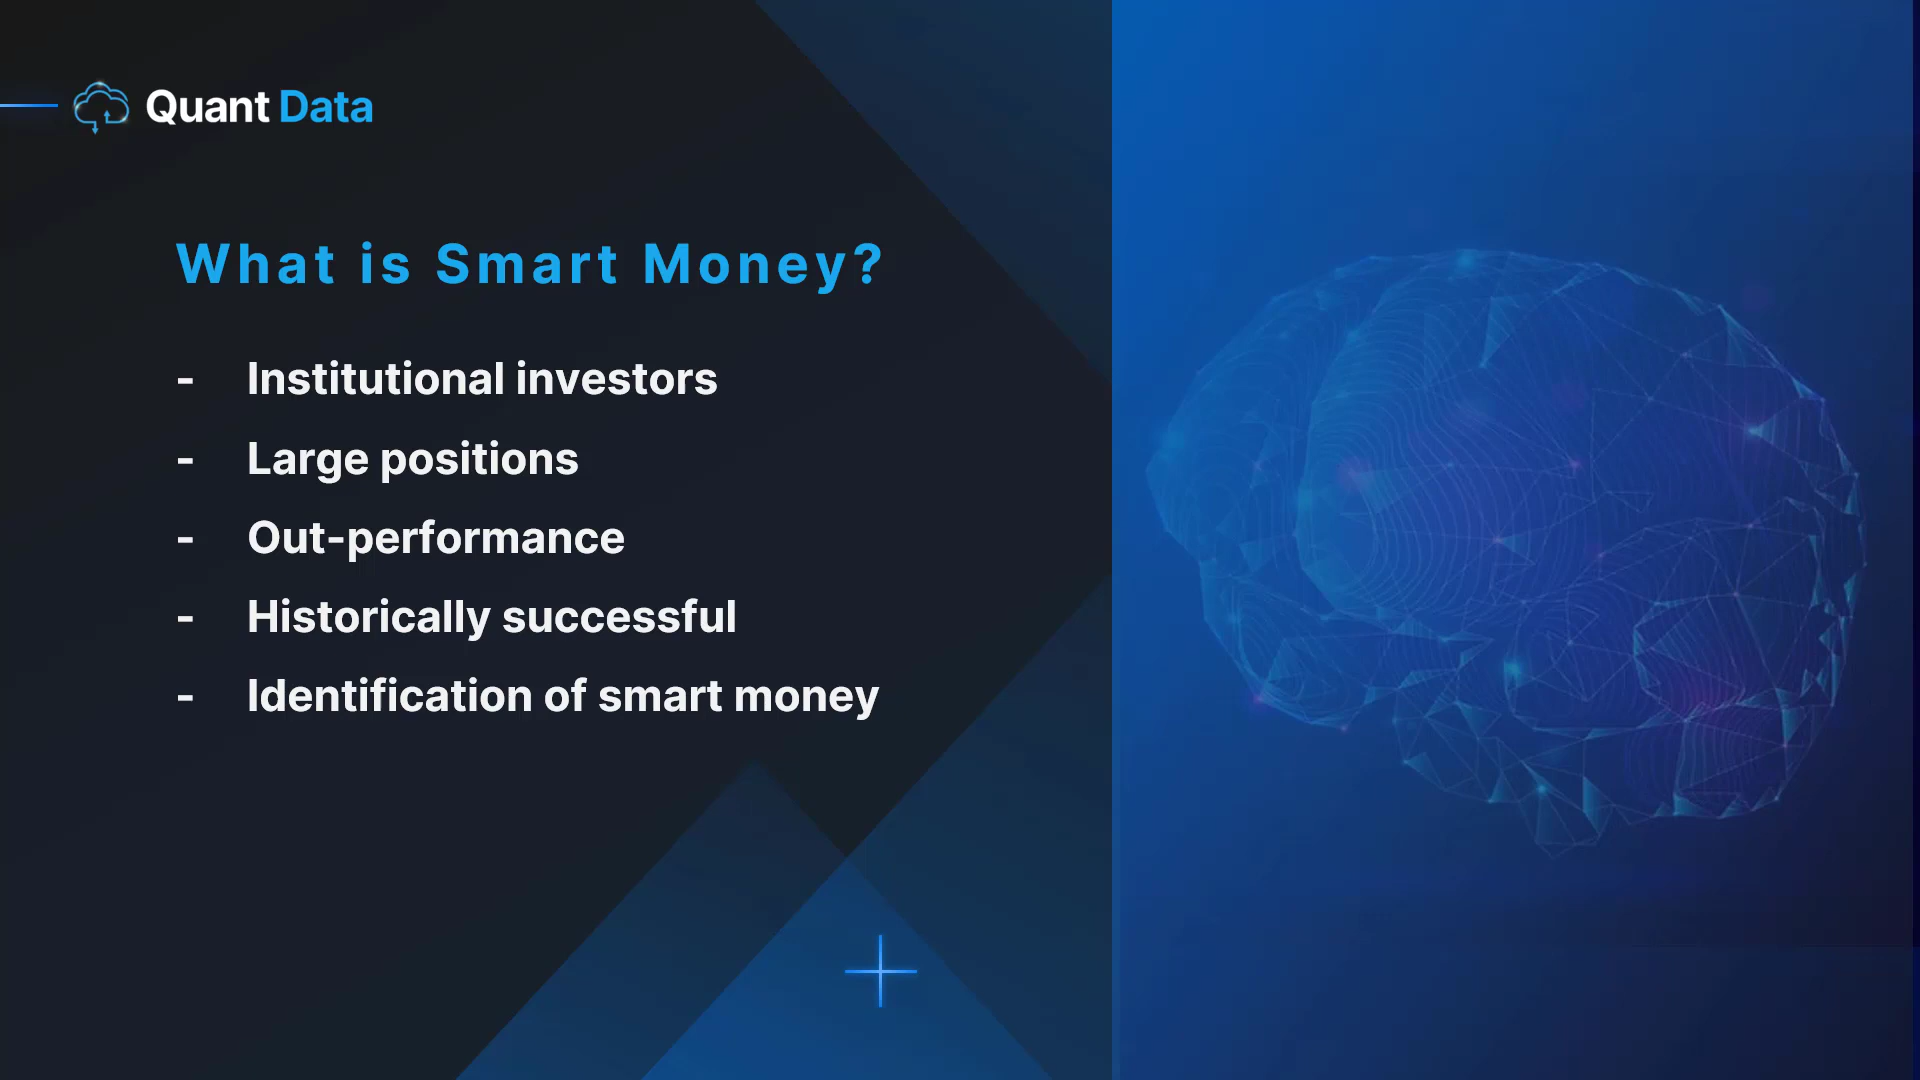 Quant Data
What is Smart Money?
- Institutional investors
- Large positions
- Out-performance
- Historically successful
- Identification of smart money